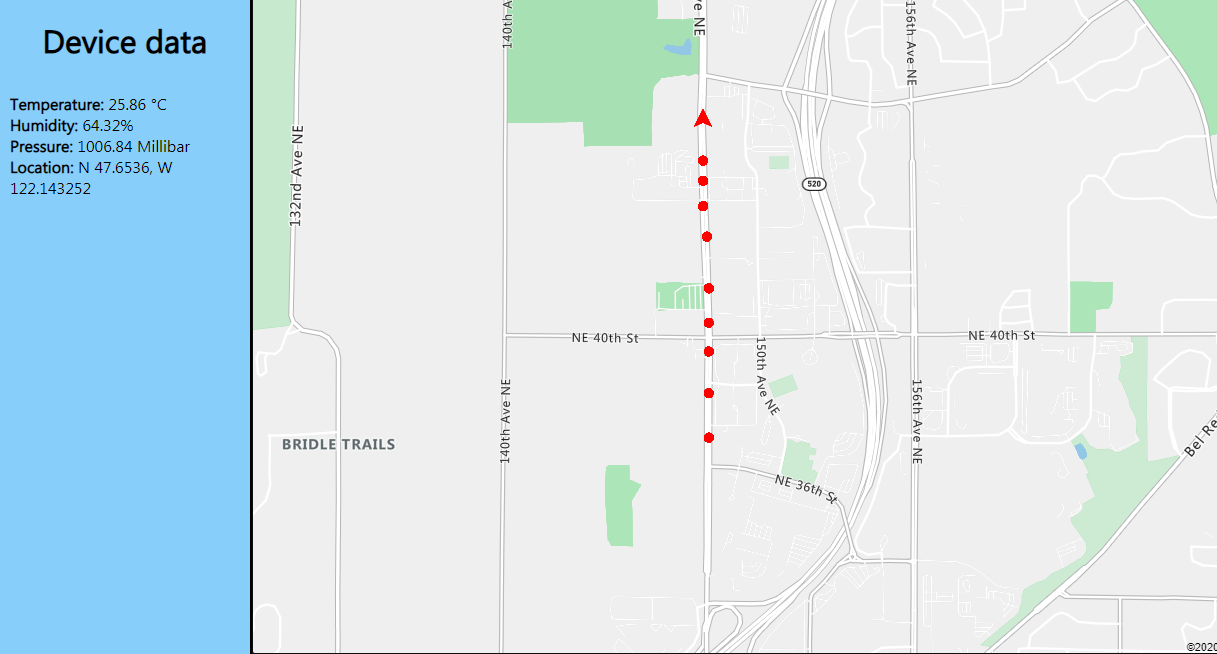 Device data
Temperature: 25.86 °C
Humidity: 64.32%
Pressure: 1006.84 Millibar
Location: N 47.6536, W
122.143252
140th A
ve NE
156th Ave NE
132nd Ave NE
520
NE 40th St
NE 40th St
150th Ave NE
140th Ave NE
156th Ave NE
BRIDLE TRAILS
Bel-Re
NE 36th St
©2020